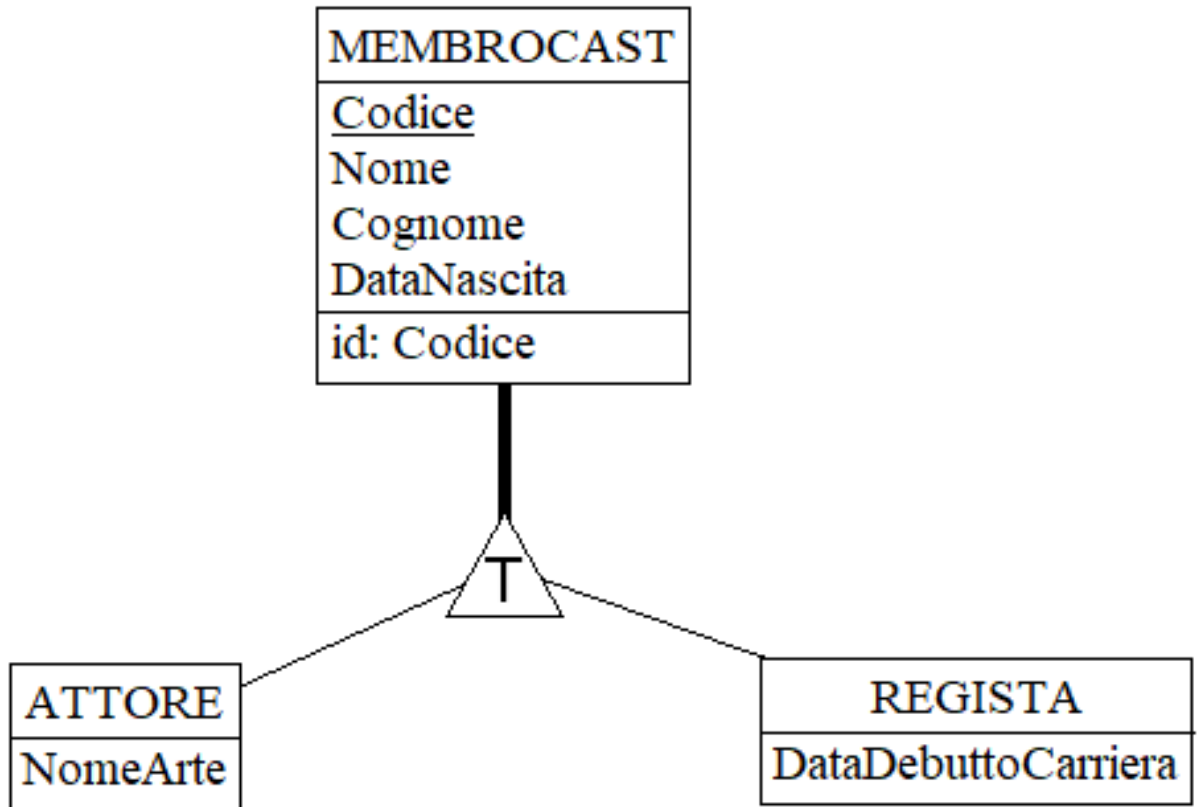 MEMBROCAST
Codice
Nome
Cognome
DataNascita
id: Codice
T
ATTORE
NomeArte
REGISTA
DataDebuttoCarriera